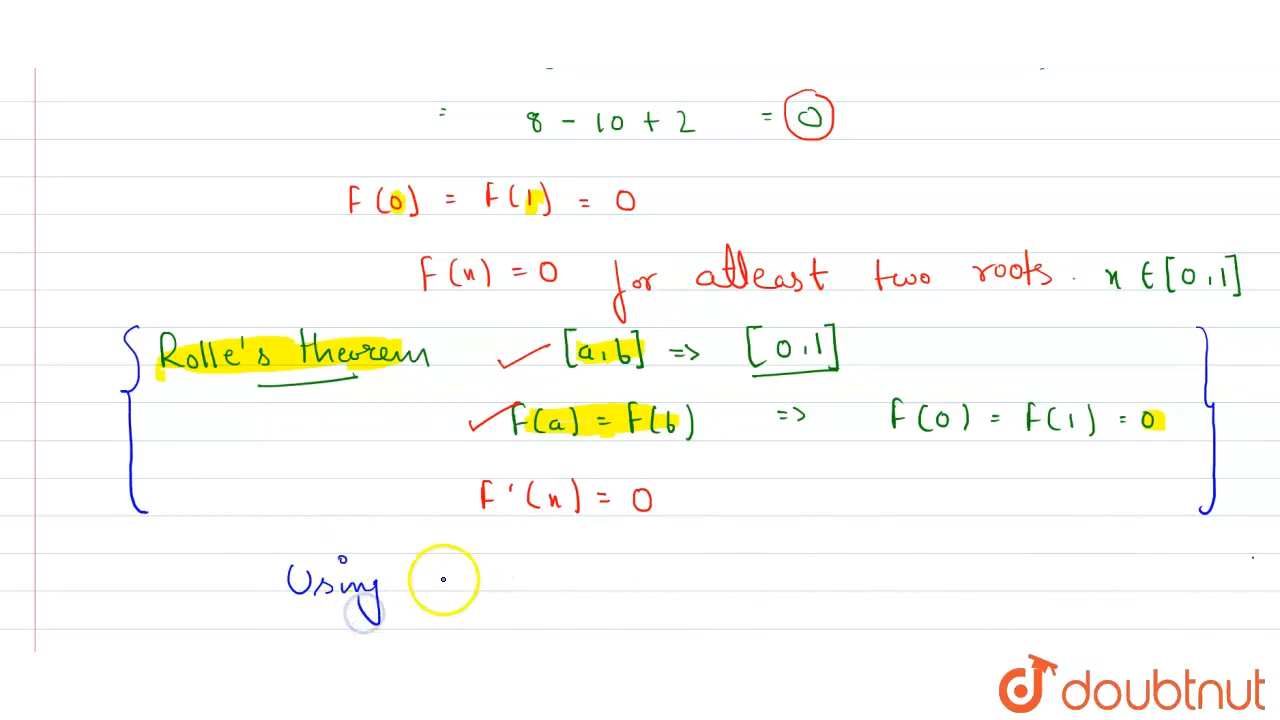 = 8 - 10 + 2 = 0
F(0) = F(1) = 0
F(x) = 0 for atleast two roots. x ∈ [0,1]
Rolle's theorem [a,b] => [0,1]
F(a) = F(b) => F(0) = F(1) = 0
F'(x) = 0
Using
doubtnut